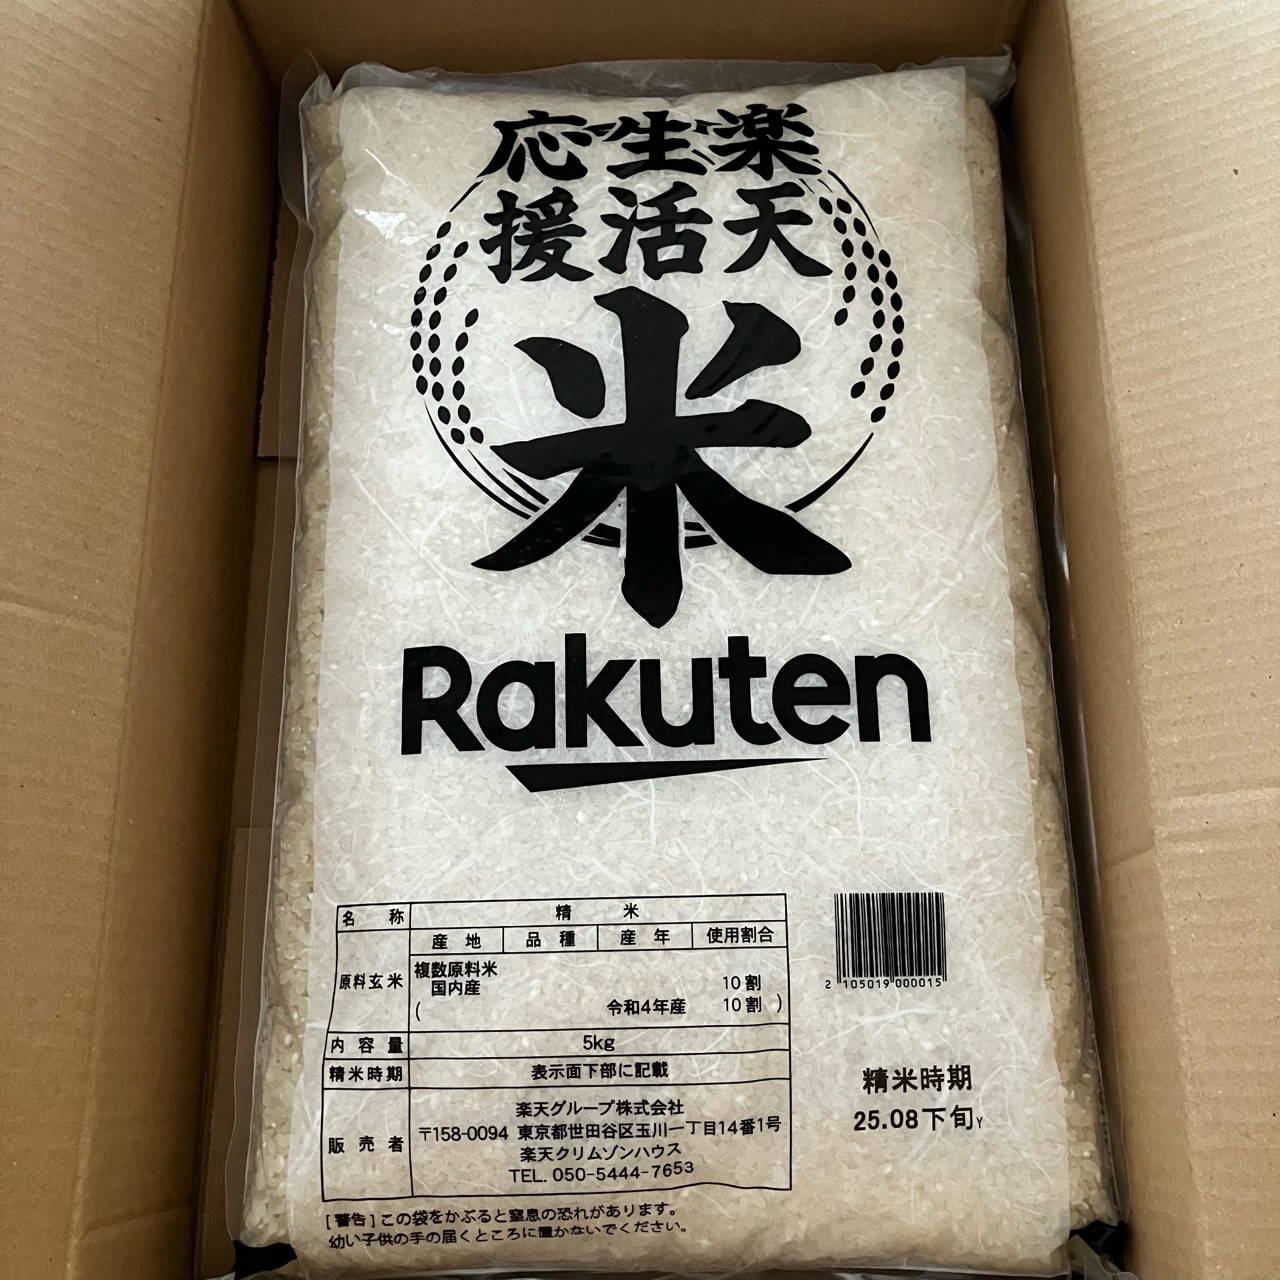 楽天
生活
応援
米
Rakuten
名 称 精 米
原料玄米 産 地 品 種 産 年 使用割合
複数原料米
国内産 10割
( 令和4年産 10割 )
内 容 量 5kg
精米時期 表示面下部に記載
販 売 者 楽天グループ株式会社
〒158-0094 東京都世田谷区玉川一丁目14番1号
楽天クリムゾンハウス
TEL. 050-5444-7653
[警告]この袋をかぶると窒息の恐れがあります。
幼い子供の手の届くところに置かないでください。
2 105019 000015
精米時期
25.08下旬Y